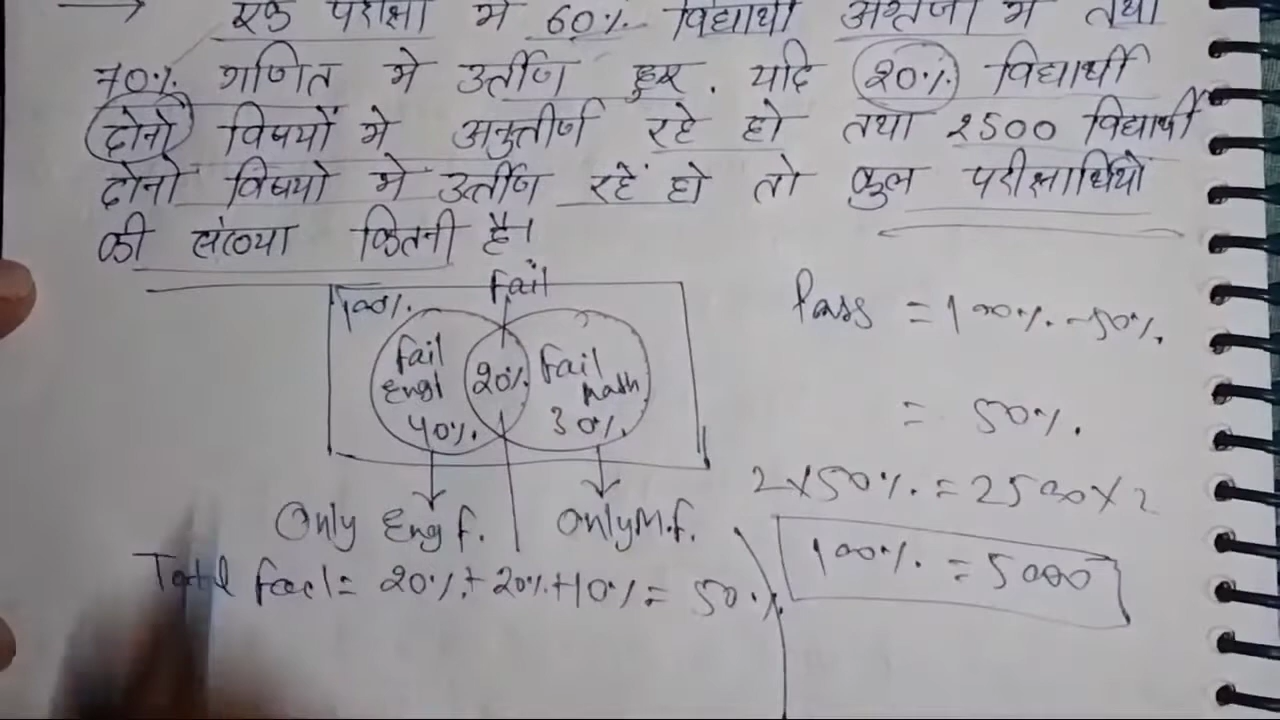 → एक परीक्षा मे 60% विद्यार्थी अंग्रेजी मे तथा
70% गणित मे उर्त्तीण हुए. यदि 20% विद्यार्थी
दोनो विषयों मे अनुत्तीर्ण रहे हो तथा 2500 विद्यार्थी
दोनो विषयो मे उर्त्तीण रहें हो तो कुल परीक्षार्थियो
की संख्या कितनी है।
fail
100%.
fail Engl 40%. 20%. fail math 30%.
Only Eng f. Only M.f.
Total fail = 20% + 20% + 10% = 50%.
Pass = 100% - 50%.
= 50%.
2 × 50% = 2500 × 2
100% = 5000